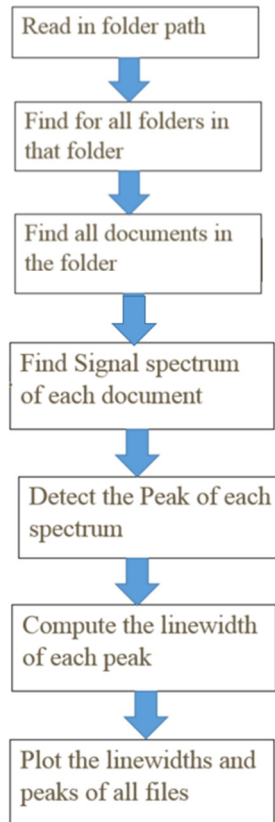 Read in folder path
Find for all folders in
that folder
Find all documents in
the folder
Find Signal spectrum
of each document
Detect the Peak of each
spectrum
Compute the linewidth
of each peak
Plot the linewidths and
peaks of all files